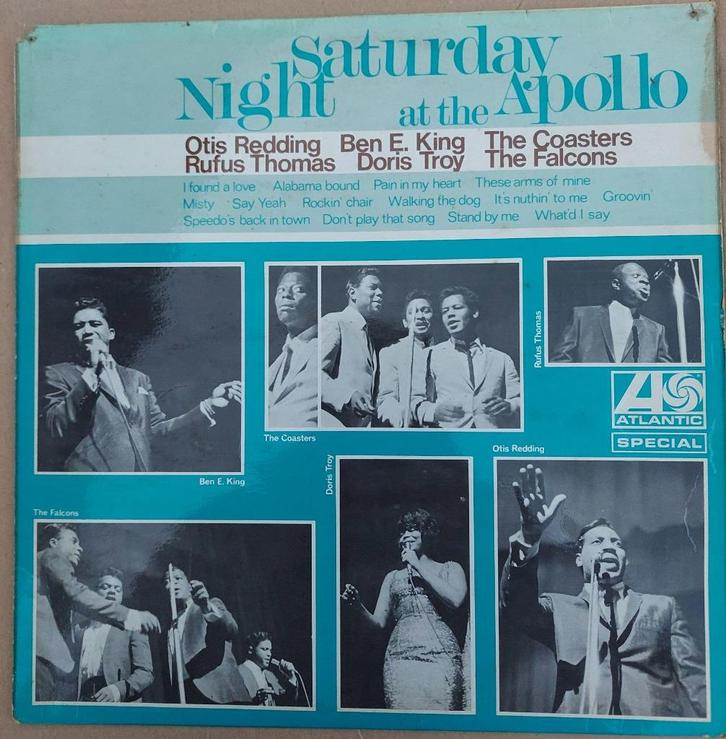 Saturday
Night at the Apollo
Otis Redding Ben E. King The Coasters
Rufus Thomas Doris Troy The Falcons
I found a love Alabama bound Pain in my heart These arms of mine
Misty Say Yeah Rockin' chair Walking the dog It's nuthin' to me Groovin'
Speedo's back in town Don't play that song Stand by me What'd I say
Rufus Thomas
ATLANTIC
SPECIAL
The Coasters
Ben E. King
Doris Troy
Otis Redding
The Falcons